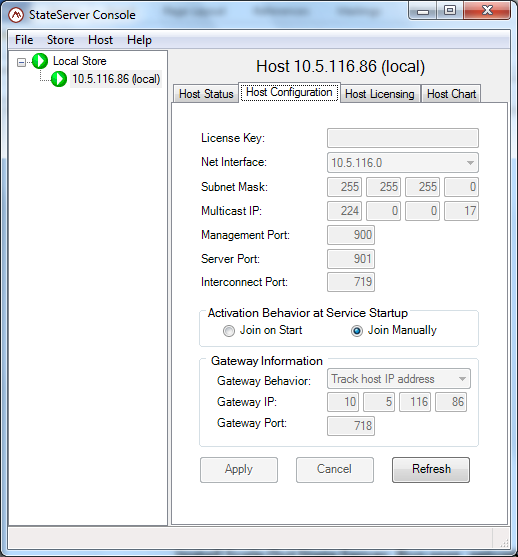 StateServer Console
File Store Host Help
Local Store
10.5.116.86 (local)
Host 10.5.116.86 (local)
Host Status Host Configuration Host Licensing Host Chart
License Key:
Net Interface: 10.5.116.0
Subnet Mask: 255 255 255 0
Multicast IP: 224 0 0 17
Management Port: 900
Server Port: 901
Interconnect Port: 719
Activation Behavior at Service Startup
Join on Start Join Manually
Gateway Information
Gateway Behavior: Track host IP address
Gateway IP: 10 5 116 86
Gateway Port: 718
Apply Cancel Refresh